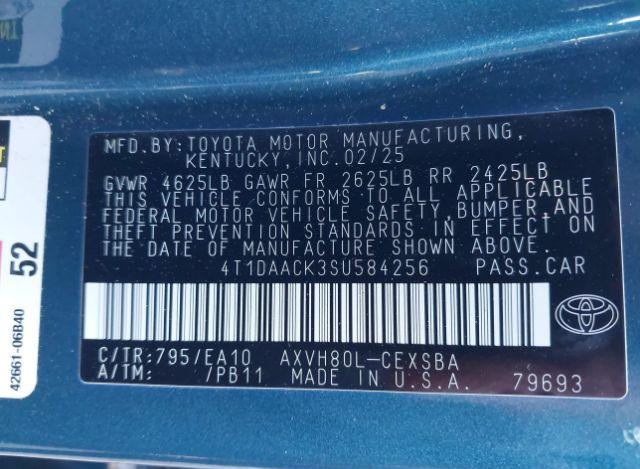 MFD.BY:TOYOTA MOTOR MANUFACTURING,
KENTUCKY,INC.02/25
GVWR 4625LB GAWR FR 2625LB RR 2425LB
THIS VEHICLE CONFORMS TO ALL APPLICABLE
FEDERAL MOTOR VEHICLE SAFETY,BUMPER,AND
THEFT PREVENTION STANDARDS IN EFFECT ON
THE DATE OF MANUFACTURE SHOWN ABOVE.
4T1DAACK3SU584256 PASS.CAR
C/TR:795/EA10 AXVH80L-CEXSBA
A/TM: /PB11 MADE IN U.S.A. 79693
52
42661-06B40